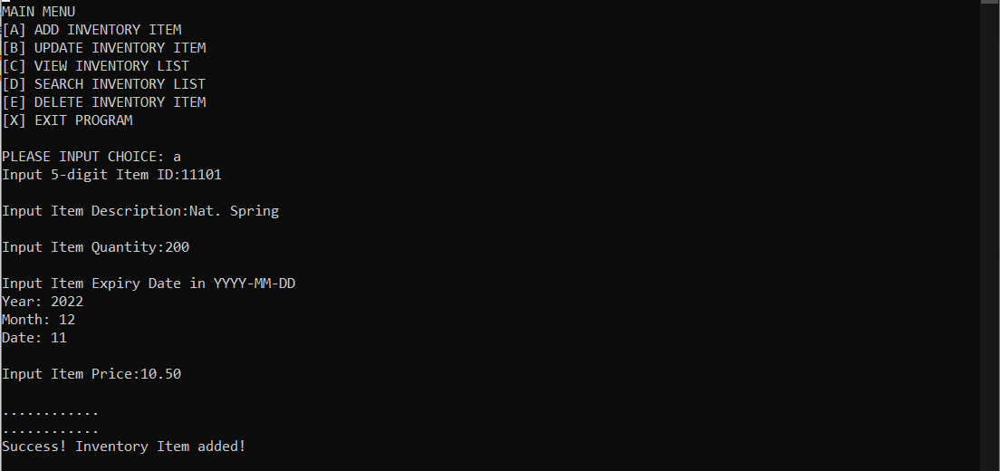 MAIN MENU
[A] ADD INVENTORY ITEM
[B] UPDATE INVENTORY ITEM
[C] VIEW INVENTORY LIST
[D] SEARCH INVENTORY LIST
[E] DELETE INVENTORY ITEM
[X] EXIT PROGRAM
PLEASE INPUT CHOICE: a
Input 5-digit Item ID:11101
Input Item Description:Nat. Spring
Input Item Quantity:200
Input Item Expiry Date in YYYY-MM-DD
Year: 2022
Month: 12
Date: 11
Input Item Price:10.50
............
............
Success! Inventory Item added!